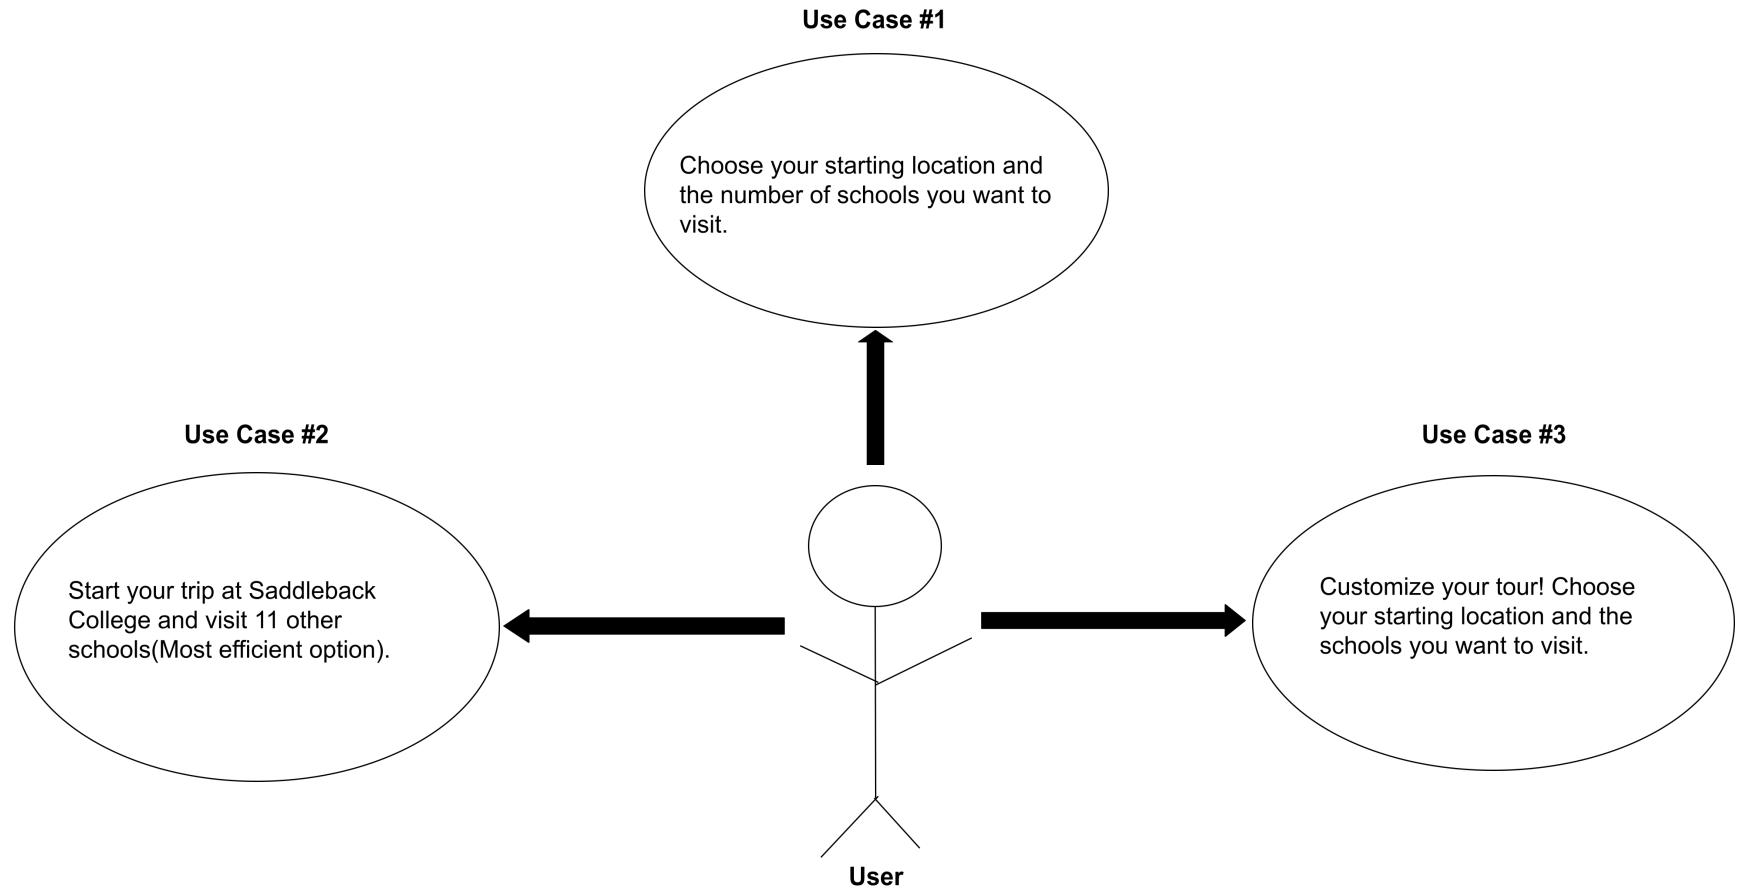 Use Case #1
Choose your starting location and
the number of schools you want to
visit.
Use Case #2
Start your trip at Saddleback
College and visit 11 other
schools(Most efficient option).
Use Case #3
Customize your tour! Choose
your starting location and the
schools you want to visit.
User